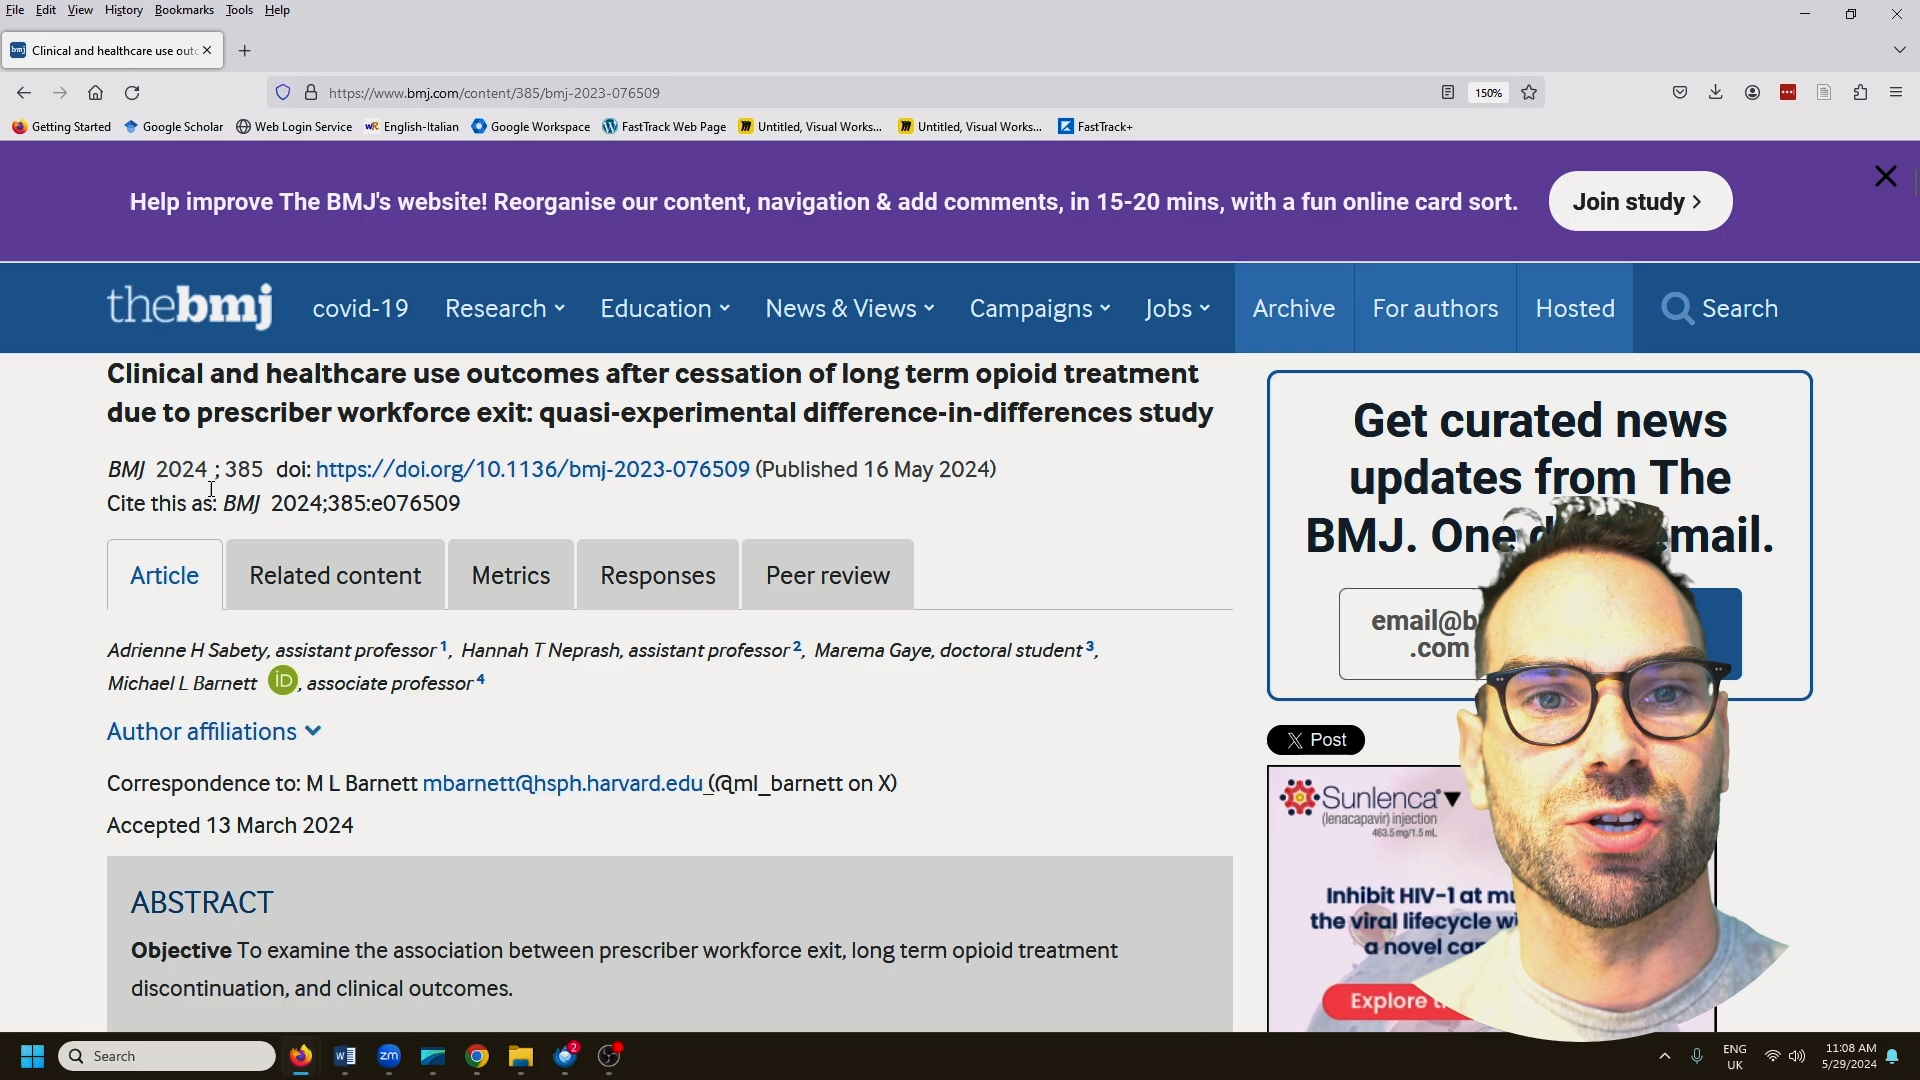 File Edit View History Bookmarks Tools Help
Clinical and healthcare use out
https://www.bmj.com/content/385/bmj-2023-076509
150%
Getting Started Google Scholar Web Login Service English-Italian Google Workspace FastTrack Web Page Untitled, Visual Works... Untitled, Visual Works... FastTrack+
Help improve The BMJ's website! Reorganise our content, navigation & add comments, in 15-20 mins, with a fun online card sort.
Join study >
thebmj covid-19 Research Education News & Views Campaigns Jobs Archive For authors Hosted Search
Clinical and healthcare use outcomes after cessation of long term opioid treatment
due to prescriber workforce exit: quasi-experimental difference-in-differences study
BMJ 2024 ; 385 doi: https://doi.org/10.1136/bmj-2023-076509 (Published 16 May 2024)
Cite this as: BMJ 2024;385:e076509
Article Related content Metrics Responses Peer review
Adrienne H Sabety, assistant professor 1, Hannah T Neprash, assistant professor 2, Marema Gaye, doctoral student 3,
Michael L Barnett iD, associate professor 4
Author affiliations
Correspondence to: M L Barnett mbarnett@hsph.harvard.edu (@ml_barnett on X)
Accepted 13 March 2024
ABSTRACT
Objective To examine the association between prescriber workforce exit, long term opioid treatment
discontinuation, and clinical outcomes.
Get curated news
updates from The
BMJ. One email.
email@b
.com
X Post
Sunlenca®▼
(lenacapavir) injection
463.5mg/1.5 mL
Inhibit HIV-1 at
the viral lifecycle
a novel
Explore
Search
W
zm
2
ENG
UK
11:08 AM
5/29/2024